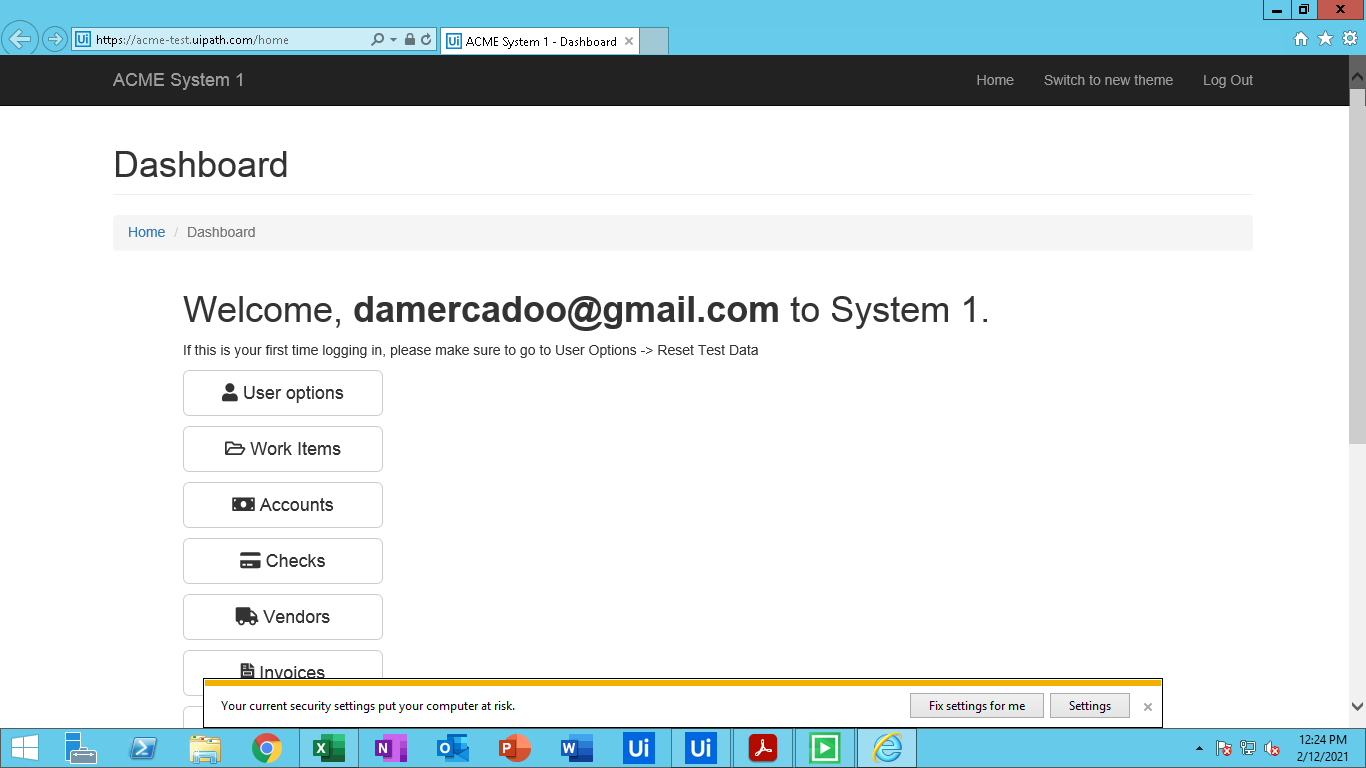 https://acme-test.uipath.com/home
Ui ACME System 1 - Dashboard
ACME System 1
Home Switch to new theme Log Out
Dashboard
Home / Dashboard
Welcome, damercadoo@gmail.com to System 1.
If this is your first time logging in, please make sure to go to User Options -> Reset Test Data
User options
Work Items
Accounts
Checks
Vendors
Invoices
Your current security settings put your computer at risk. Fix settings for me Settings
Ui Ui
12:24 PM
2/12/2021